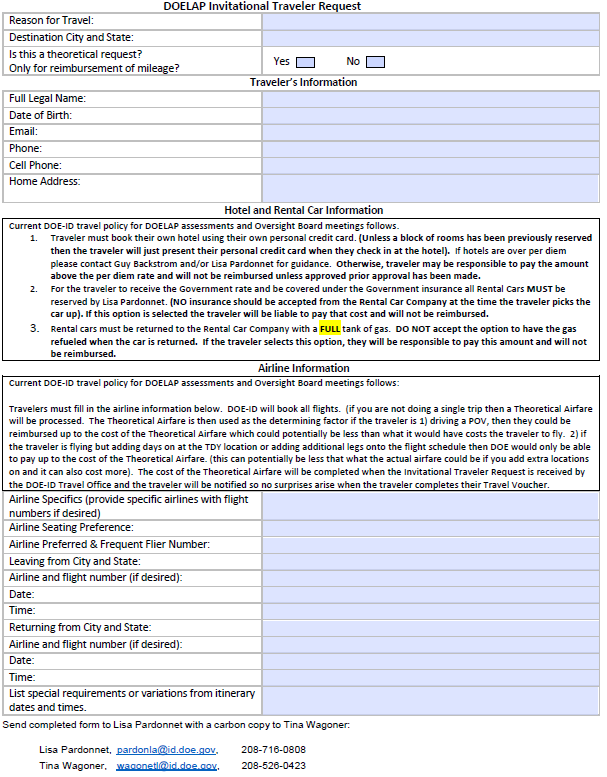 DOELAP Invitational Traveler Request
Reason for Travel:
Destination City and State:
Is this a theoretical request?
Only for reimbursement of mileage?
Yes No
Traveler's Information
Full Legal Name:
Date of Birth:
Email:
Phone:
Cell Phone:
Home Address:
Hotel and Rental Car Information
Current DOE-ID travel policy for DOELAP assessments and Oversight Board meetings follows.
1. Traveler must book their own hotel using their own personal credit card. (Unless a block of rooms has been previously reserved
then the traveler will just present their personal credit card when they check in at the hotel). If hotels are over per diem
please contact Guy Backstrom and/or Lisa Pardonnet for guidance. Otherwise, traveler may be responsible to pay the amount
above the per diem rate and will not be reimbursed unless approved prior approval has been made.
2. For the traveler to receive the Government rate and be covered under the Government insurance all Rental Cars MUST be
reserved by Lisa Pardonnet. (NO insurance should be accepted from the Rental Car Company at the time the traveler picks the
car up). If this option is selected the traveler will be liable to pay that cost and will not be reimbursed.
3. Rental cars must be returned to the Rental Car Company with a FULL tank of gas. DO NOT accept the option to have the gas
refueled when the car is returned. If the traveler selects this option, they will be responsible to pay this amount and will not
be reimbursed.
Airline Information
Current DOE-ID travel policy for DOELAP assessments and Oversight Board meetings follows:
Travelers must fill in the airline information below. DOE-ID will book all flights. (if you are not doing a single trip then a Theoretical Airfare
will be processed. The Theoretical Airfare is then used as the determining factor if the traveler is 1) driving a POV, then they could be
reimbursed up to the cost of the Theoretical Airfare which could potentially be less than what it would have costs the traveler to fly. 2) if
the traveler is flying but adding days on at the TDY location or adding additional legs onto the flight schedule then DOE would only be able
to pay up to the cost of the Theoretical Airfare. (this can potentially be less that what the actual airfare could be if you add extra locations
on and it can also cost more). The cost of the Theoretical Airfare will be completed when the Invitational Traveler Request is received by
the DOE-ID Travel Office and the traveler will be notified so no surprises arise when the traveler completes their Travel Voucher.
Airline Specifics (provide specific airlines with flight
numbers if desired)
Airline Seating Preference:
Airline Preferred & Frequent Flier Number:
Leaving from City and State:
Airline and flight number (if desired):
Date:
Time:
Returning from City and State:
Airline and flight number (if desired):
Date:
Time:
List special requirements or variations from itinerary
dates and times.
Send completed form to Lisa Pardonnet with a carbon copy to Tina Wagoner:
Lisa Pardonnet, pardonla@id.doe.gov, 208-716-0808
Tina Wagoner, wagonetl@id.doe.gov, 208-526-0423